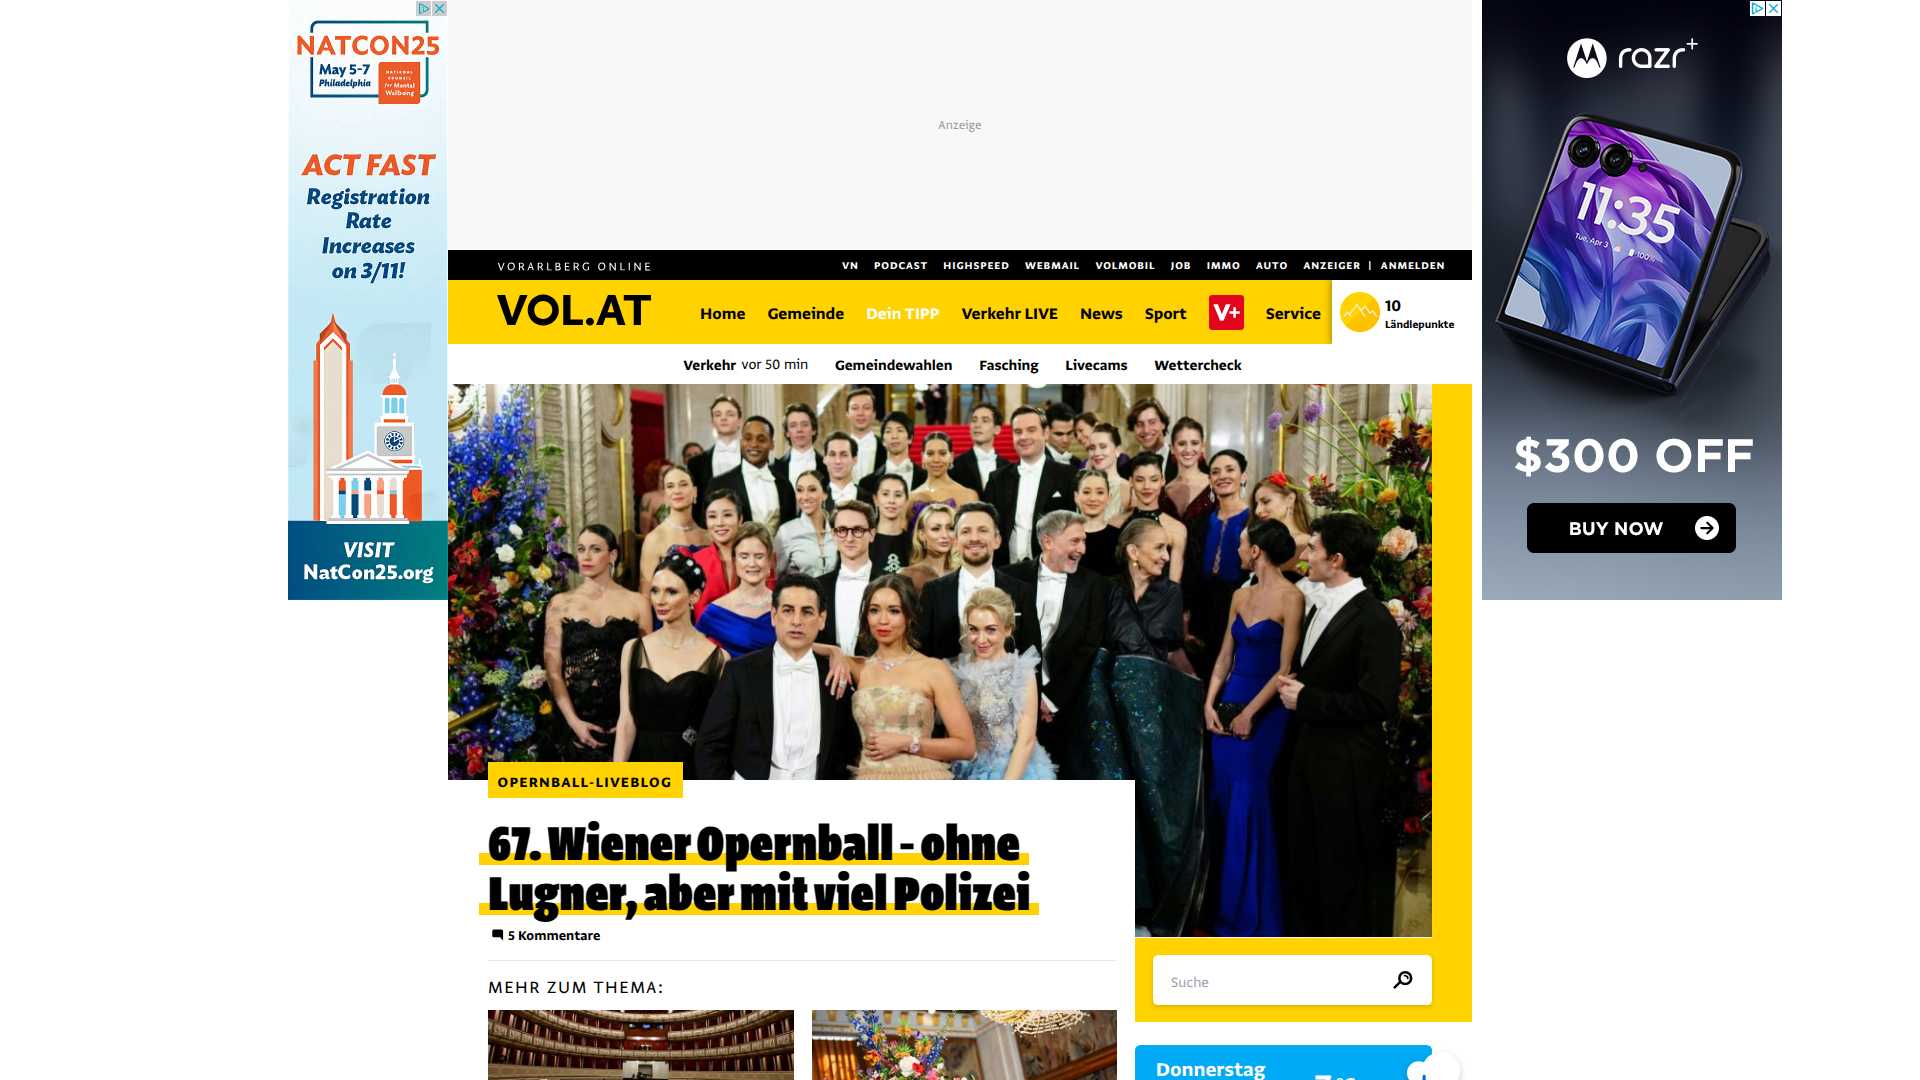 NATCON25
May 5-7
Philadelphia
NATIONAL
COUNCIL
for Mental
Wellbeing
ACT FAST
Registration
Rate
Increases
on 3/11!
VISIT
NatCon25.org
Anzeige
VORARLBERG ONLINE
VN PODCAST HIGHSPEED WEBMAIL VOLMOBIL JOB IMMO AUTO ANZEIGER | ANMELDEN
VOL.AT
Home Gemeinde Dein TIPP Verkehr LIVE News Sport V+ Service
10
Ländlepunkte
Verkehr vor 50 min Gemeindewahlen Fasching Livecams Wettercheck
OPERNBALL-LIVEBLOG
67. Wiener Opernball - ohne
Lugner, aber mit viel Polizei
5 Kommentare
MEHR ZUM THEMA:
Suche
Donnerstag
razr+
11:35
Tue, Apr 3
100%
$300 OFF
BUY NOW